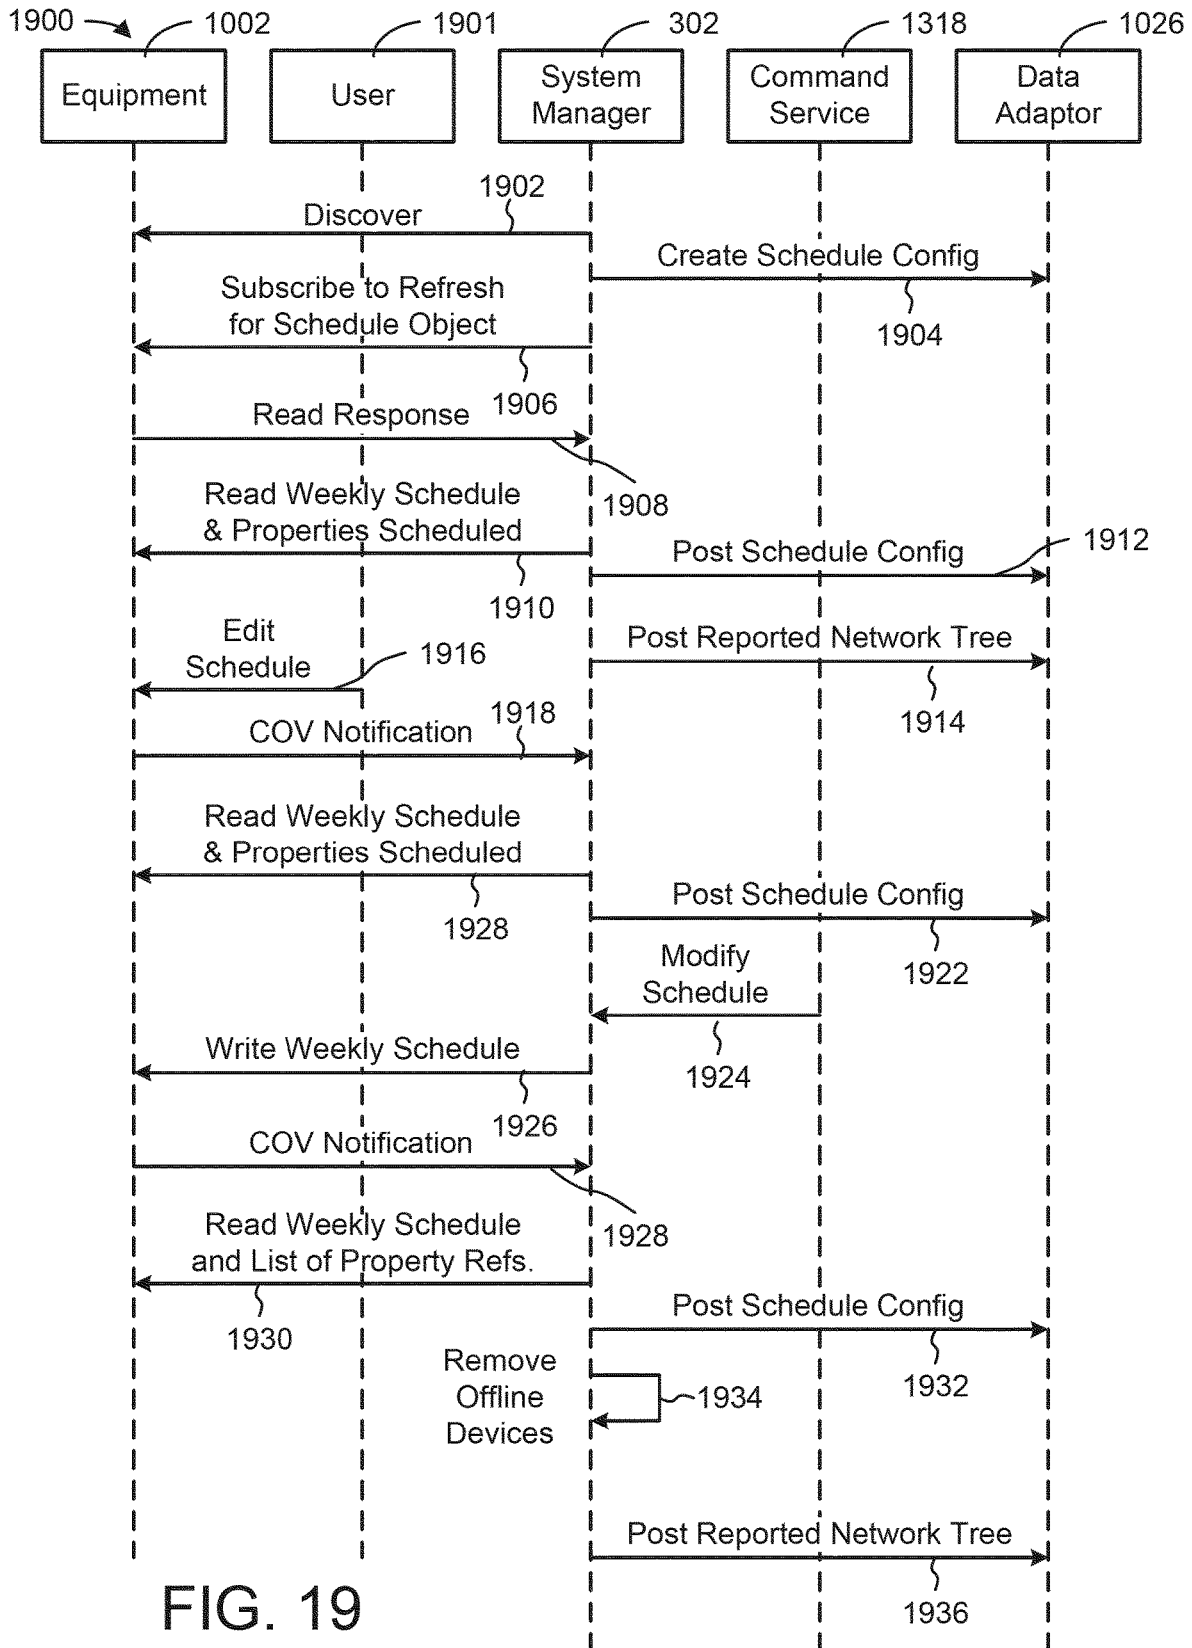 1900
1002
1901
302
1318
1026
Equipment
User
System
Manager
Command
Service
Data
Adaptor
1902
Discover
Create Schedule Config
1904
Subscribe to Refresh
for Schedule Object
1906
Read Response
1908
Read Weekly Schedule
& Properties Scheduled
1910
Post Schedule Config
1912
Edit
Schedule
1916
Post Reported Network Tree
1914
1918
COV Notification
Read Weekly Schedule
& Properties Scheduled
1928
Post Schedule Config
1922
Modify
Schedule
1924
Write Weekly Schedule
1926
COV Notification
1928
Read Weekly Schedule
and List of Property Refs.
1930
Post Schedule Config
1932
Remove
Offline
Devices
1934
Post Reported Network Tree
1936
FIG. 19